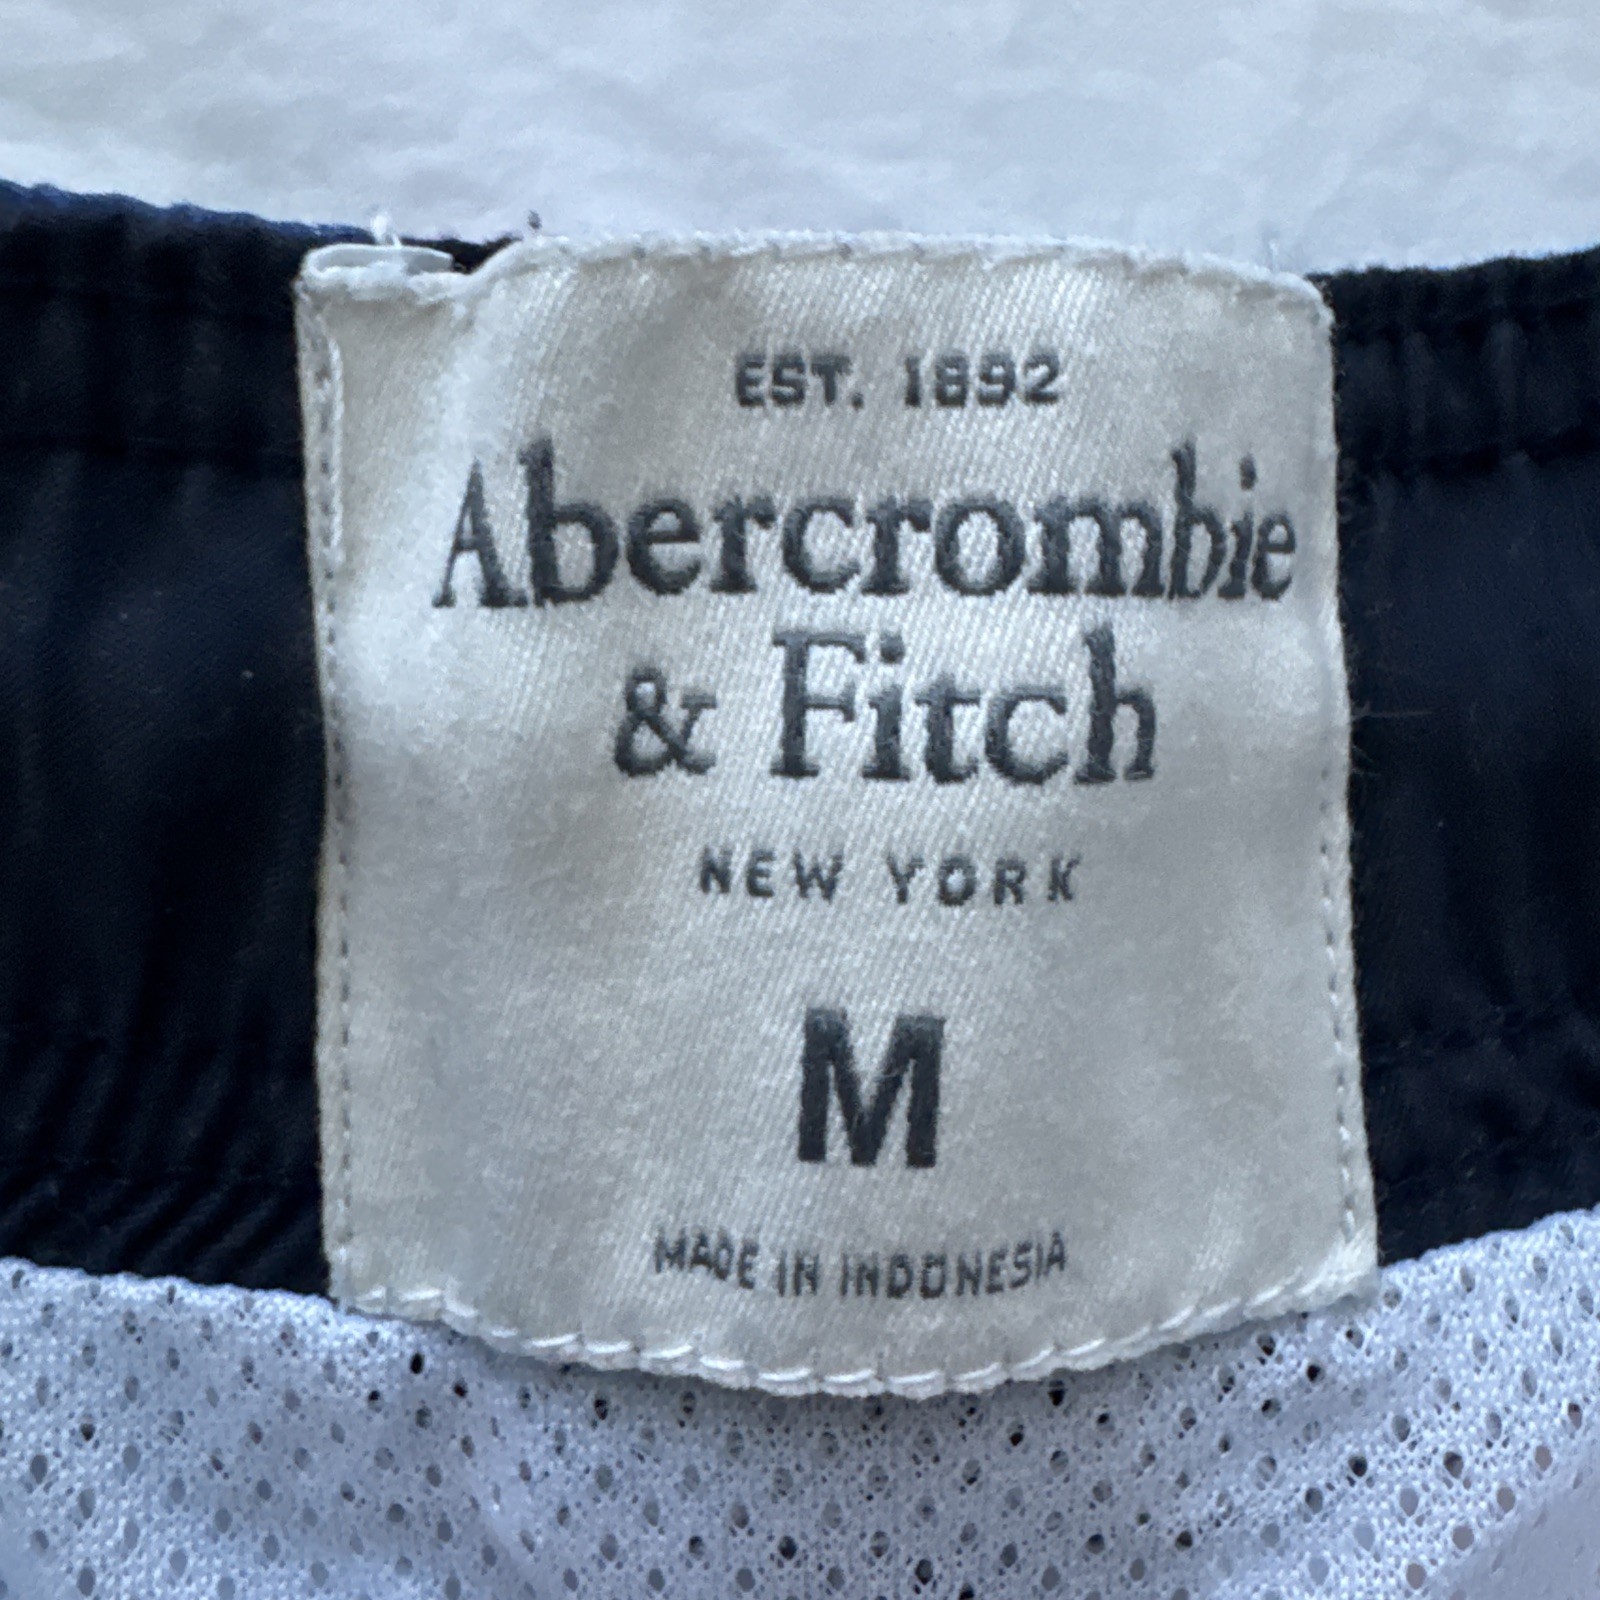 EST. 1892
Abercrombie
& Fitch
NEW YORK
M
MADE IN INDONESIA